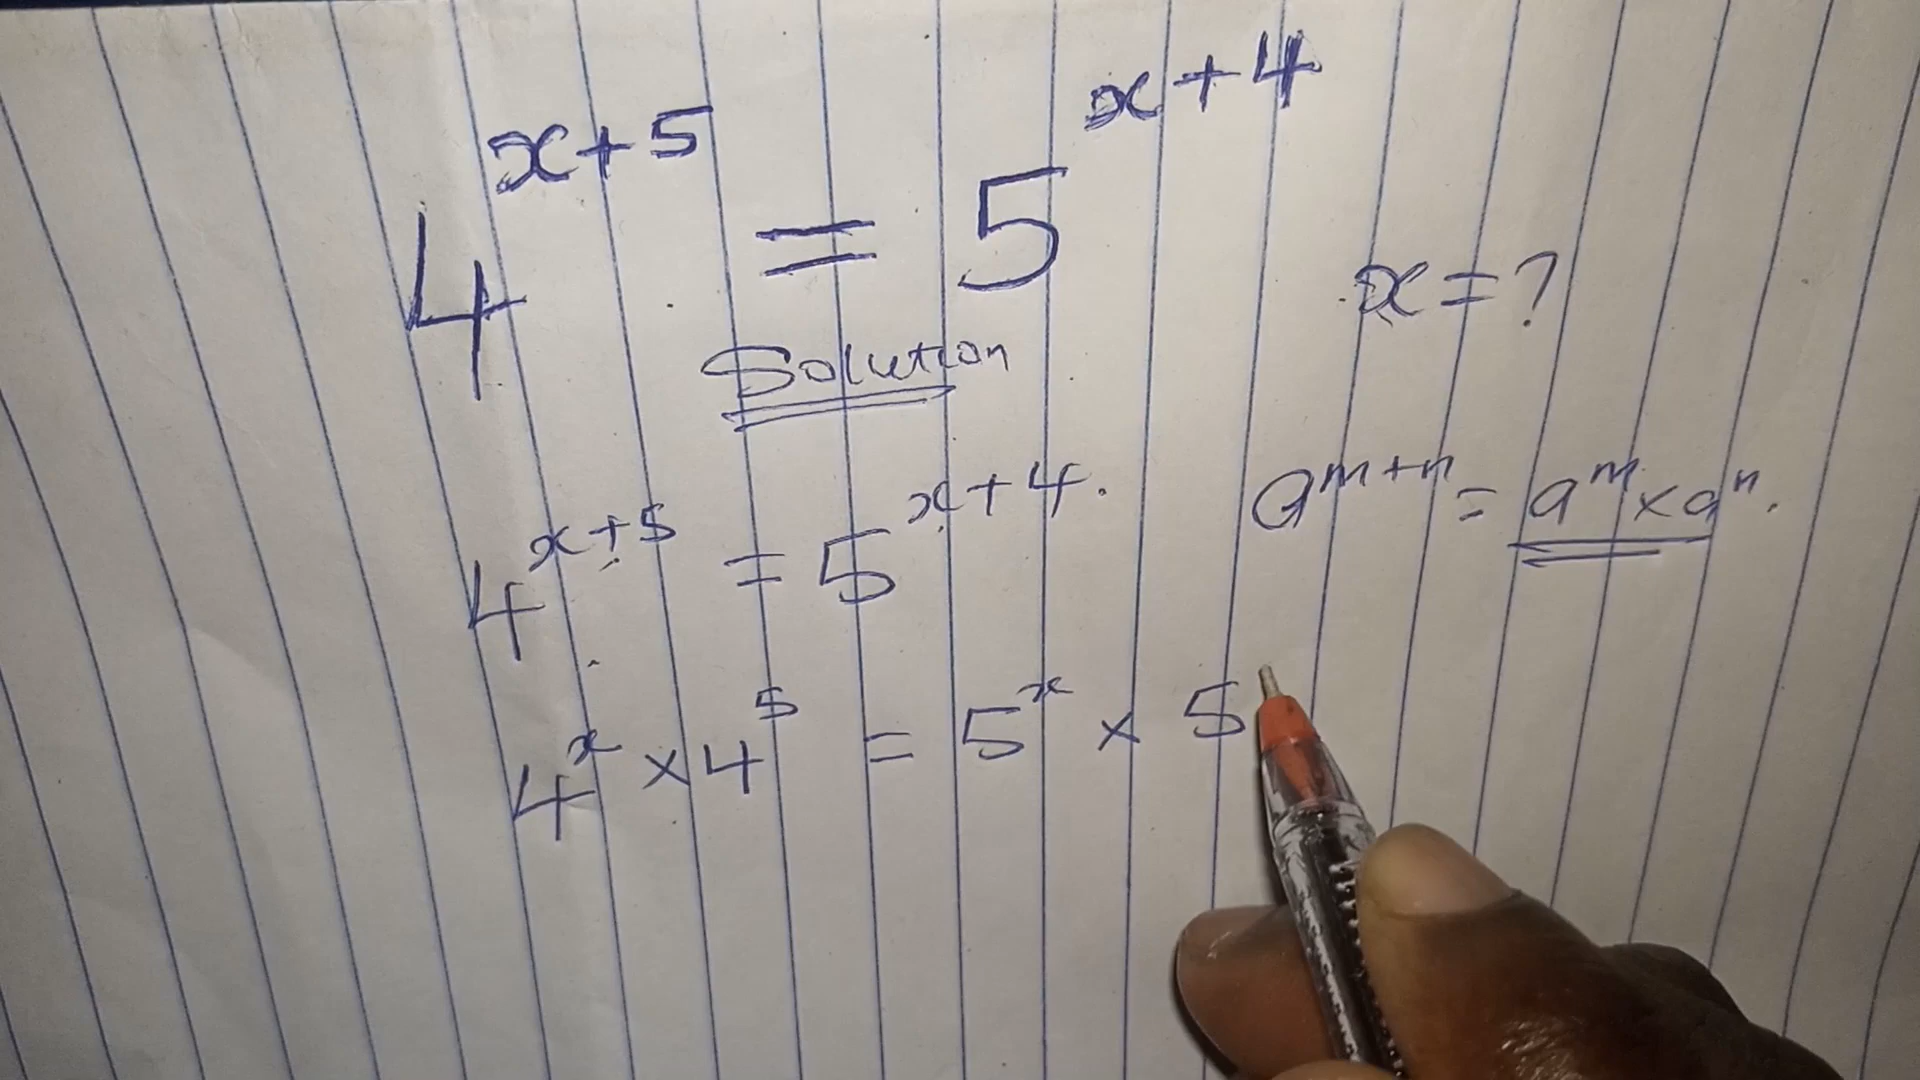 4^{x+5} = 5^{x+4}
x = ?
Solution
4^{x+5} = 5^{x+4}.
a^{m+n} = a^m × a^n.
4^x × 4^5 = 5^x × 5